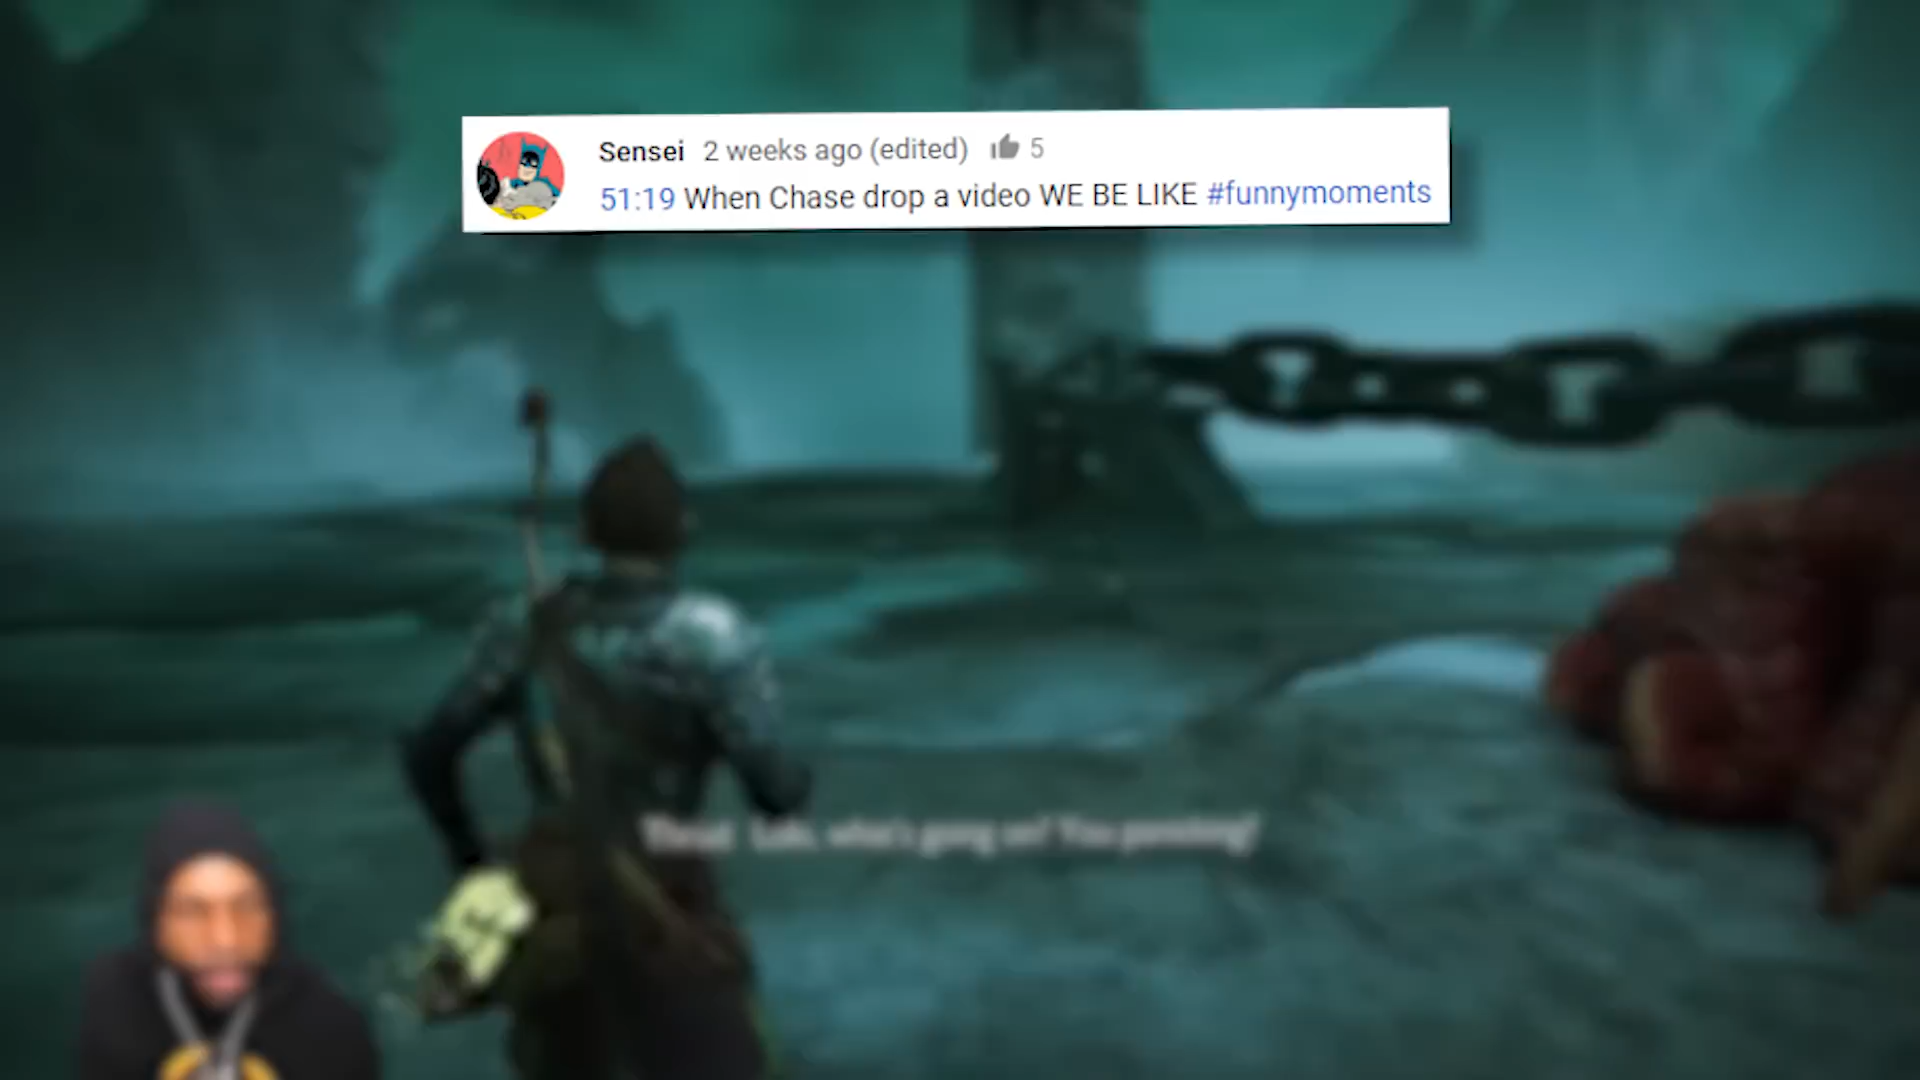 Sensei 2 weeks ago (edited) 5
51:19 When Chase drop a video WE BE LIKE #funnymoments